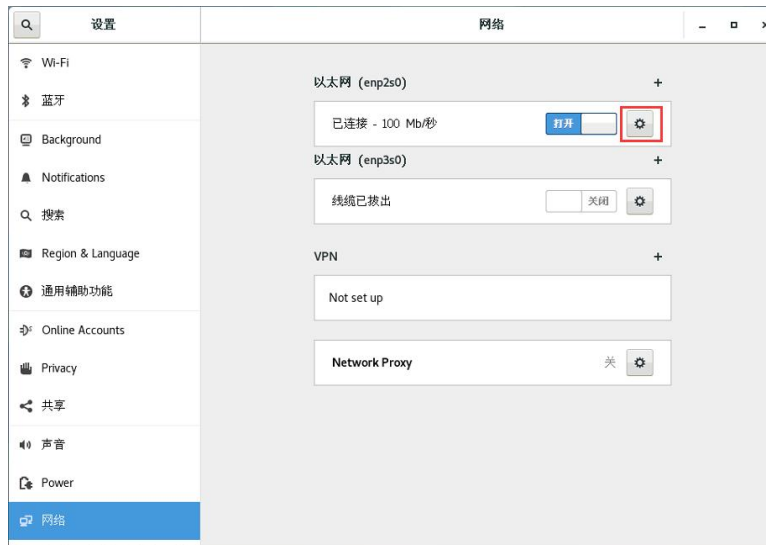 设置
网络
Wi-Fi
蓝牙
Background
Notifications
搜索
Region & Language
通用辅助功能
Online Accounts
Privacy
共享
声音
Power
网络
以太网 (enp2s0)
+
已连接 - 100 Mb/秒
打开
以太网 (enp3s0)
+
线缆已拔出
关闭
VPN
+
Not set up
Network Proxy
关